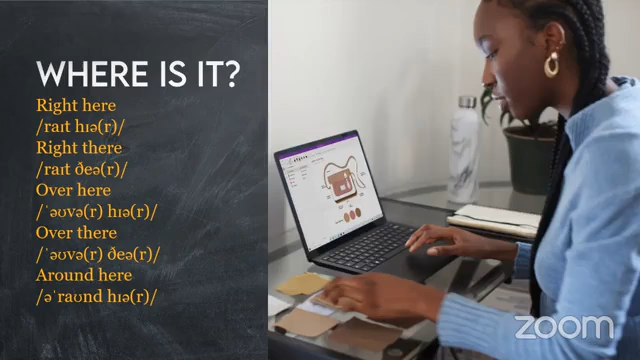 WHERE IS IT?
Right here
/raɪt hɪə(r)/
Right there
/raɪt ðeə(r)/
Over here
/ˈəʊvə(r) hɪə(r)/
Over there
/ˈəʊvə(r) ðeə(r)/
Around here
/əˈraʊnd hɪə(r)/
zoom